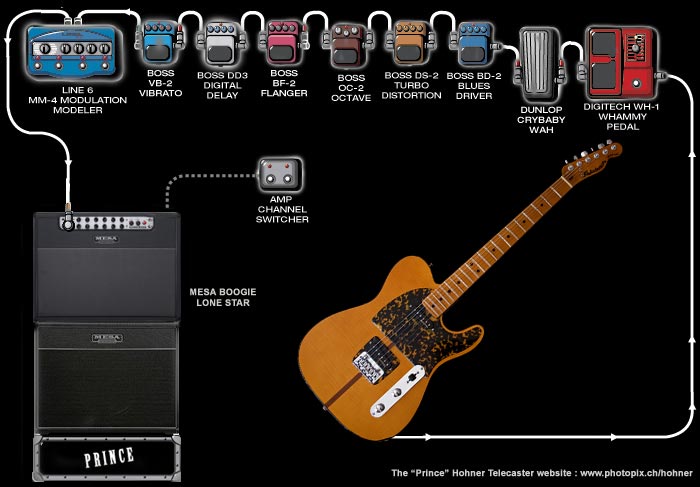 LINE 6
MM-4 MODULATION
MODELER
BOSS
VB-2
VIBRATO
BOSS DD3
DIGITAL
DELAY
BOSS
BF-2
FLANGER
BOSS
OC-2
OCTAVE
BOSS DS-2
TURBO
DISTORTION
BOSS BD-2
BLUES
DRIVER
DUNLOP
CRYBABY
WAH
DIGITECH WH-1
WHAMMY
PEDAL
AMP
CHANNEL
SWITCHER
MESA
MESA BOOGIE
LONE STAR
MESA
PRINCE
The "Prince" Hohner Telecaster website : www.photopix.ch/hohner